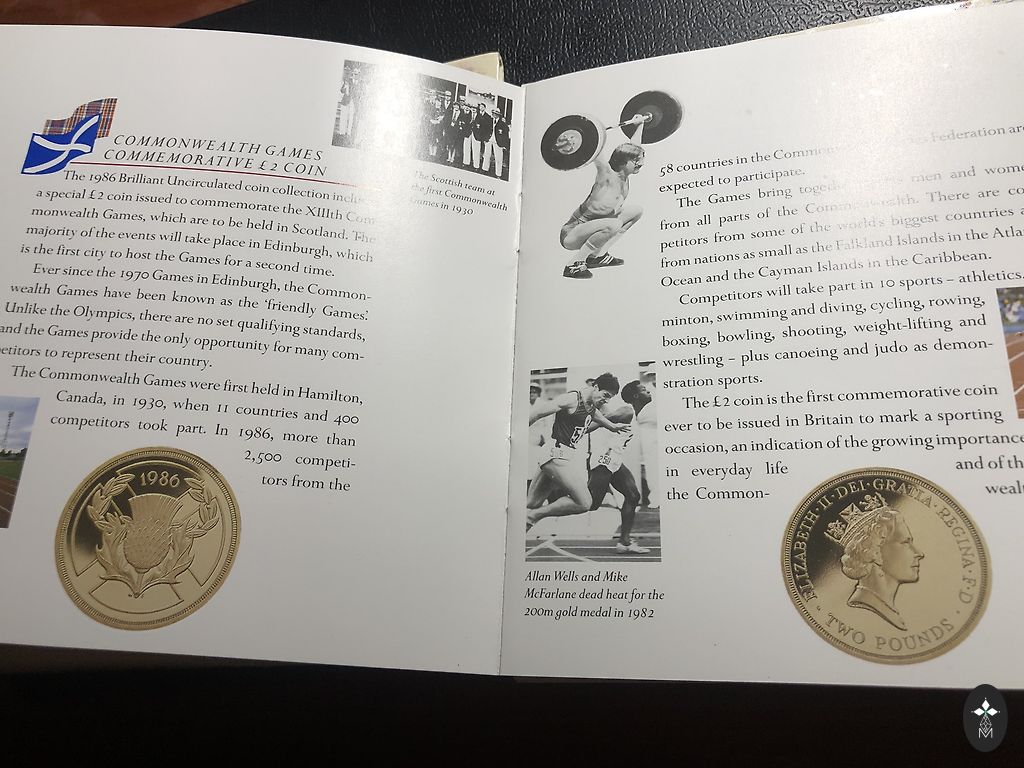 COMMONWEALTH GAMES
COMMEMORATIVE £2 COIN
The 1986 Brilliant Uncirculated coin collection
a special £2 coin issued to commemorate the XIIIth Com-
monwealth Games, which are to be held in Scotland. The
majority of the events will take place in Edinburgh, which
is the first city to host the Games for a second time.
Ever since the 1970 Games in Edinburgh, the Common-
wealth Games have been known as the 'friendly Games'.
Unlike the Olympics, there are no set qualifying standards,
and the Games provide the only opportunity for many com-
petitors to represent their country.
The Commonwealth Games were first held in Hamilton,
Canada, in 1930, when 11 countries and 400
competitors took part. In 1986, more than
2,500 competi-
tors from the
1986
The Scottish team at
the first Commonwealth
Games in 1930
58 countries in the Federation are
expected to participate.
The Games bring men and
from all parts of the Commonwealth. There are
petitors from some of the world's biggest countries
from nations as small as the Falkland Islands in the
Ocean and the Cayman Islands in the Caribbean.
Competitors will take part in 10 sports – athletics,
minton, swimming and diving, cycling, rowing,
boxing, bowling, shooting, weight-lifting and
wrestling – plus canoeing and judo as demon-
stration sports.
The £2 coin is the first commemorative coin
ever to be issued in Britain to mark a sporting
occasion, an indication of the growing importance
in everyday life and of the
the Common-
Allan Wells and Mike
McFarlane dead heat for the
200m gold medal in 1982
ELIZABETH·II·DEI·GRATIA·REGINA·F·D·
TWO POUNDS
M